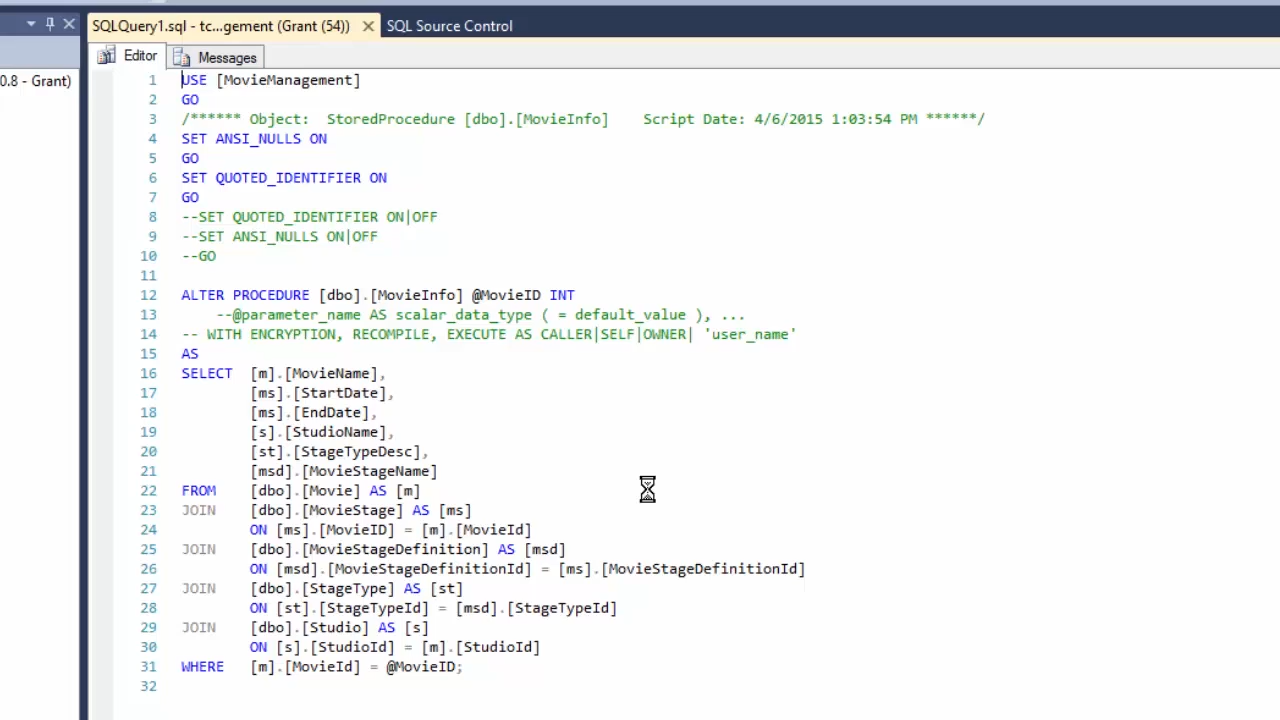 SQLQuery1.sql - tc...gement (Grant (54)) SQL Source Control
Editor Messages
0.8 - Grant)
1 USE [MovieManagement]
2 GO
3 /****** Object:  StoredProcedure [dbo].[MovieInfo]    Script Date: 4/6/2015 1:03:54 PM ******/
4 SET ANSI_NULLS ON
5 GO
6 SET QUOTED_IDENTIFIER ON
7 GO
8 --SET QUOTED_IDENTIFIER ON|OFF
9 --SET ANSI_NULLS ON|OFF
10 --GO
11
12 ALTER PROCEDURE [dbo].[MovieInfo] @MovieID INT
13     --@parameter_name AS scalar_data_type ( = default_value ), ...
14 -- WITH ENCRYPTION, RECOMPILE, EXECUTE AS CALLER|SELF|OWNER| 'user_name'
15 AS
16 SELECT  [m].[MovieName],
17         [ms].[StartDate],
18         [ms].[EndDate],
19         [s].[StudioName],
20         [st].[StageTypeDesc],
21         [msd].[MovieStageName]
22 FROM    [dbo].[Movie] AS [m]
23 JOIN    [dbo].[MovieStage] AS [ms]
24         ON [ms].[MovieID] = [m].[MovieId]
25 JOIN    [dbo].[MovieStageDefinition] AS [msd]
26         ON [msd].[MovieStageDefinitionId] = [ms].[MovieStageDefinitionId]
27 JOIN    [dbo].[StageType] AS [st]
28         ON [st].[StageTypeId] = [msd].[StageTypeId]
29 JOIN    [dbo].[Studio] AS [s]
30         ON [s].[StudioId] = [m].[StudioId]
31 WHERE   [m].[MovieId] = @MovieID;
32